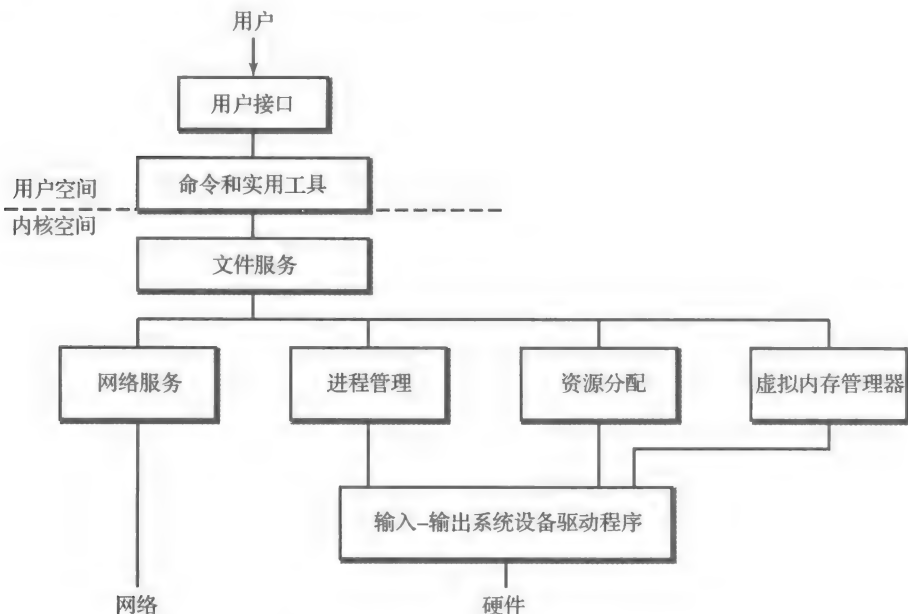 用户
用户接口
命令和实用工具
用户空间
内核空间
文件服务
网络服务
进程管理
资源分配
虚拟内存管理器
输入–输出系统设备驱动程序
网络
硬件